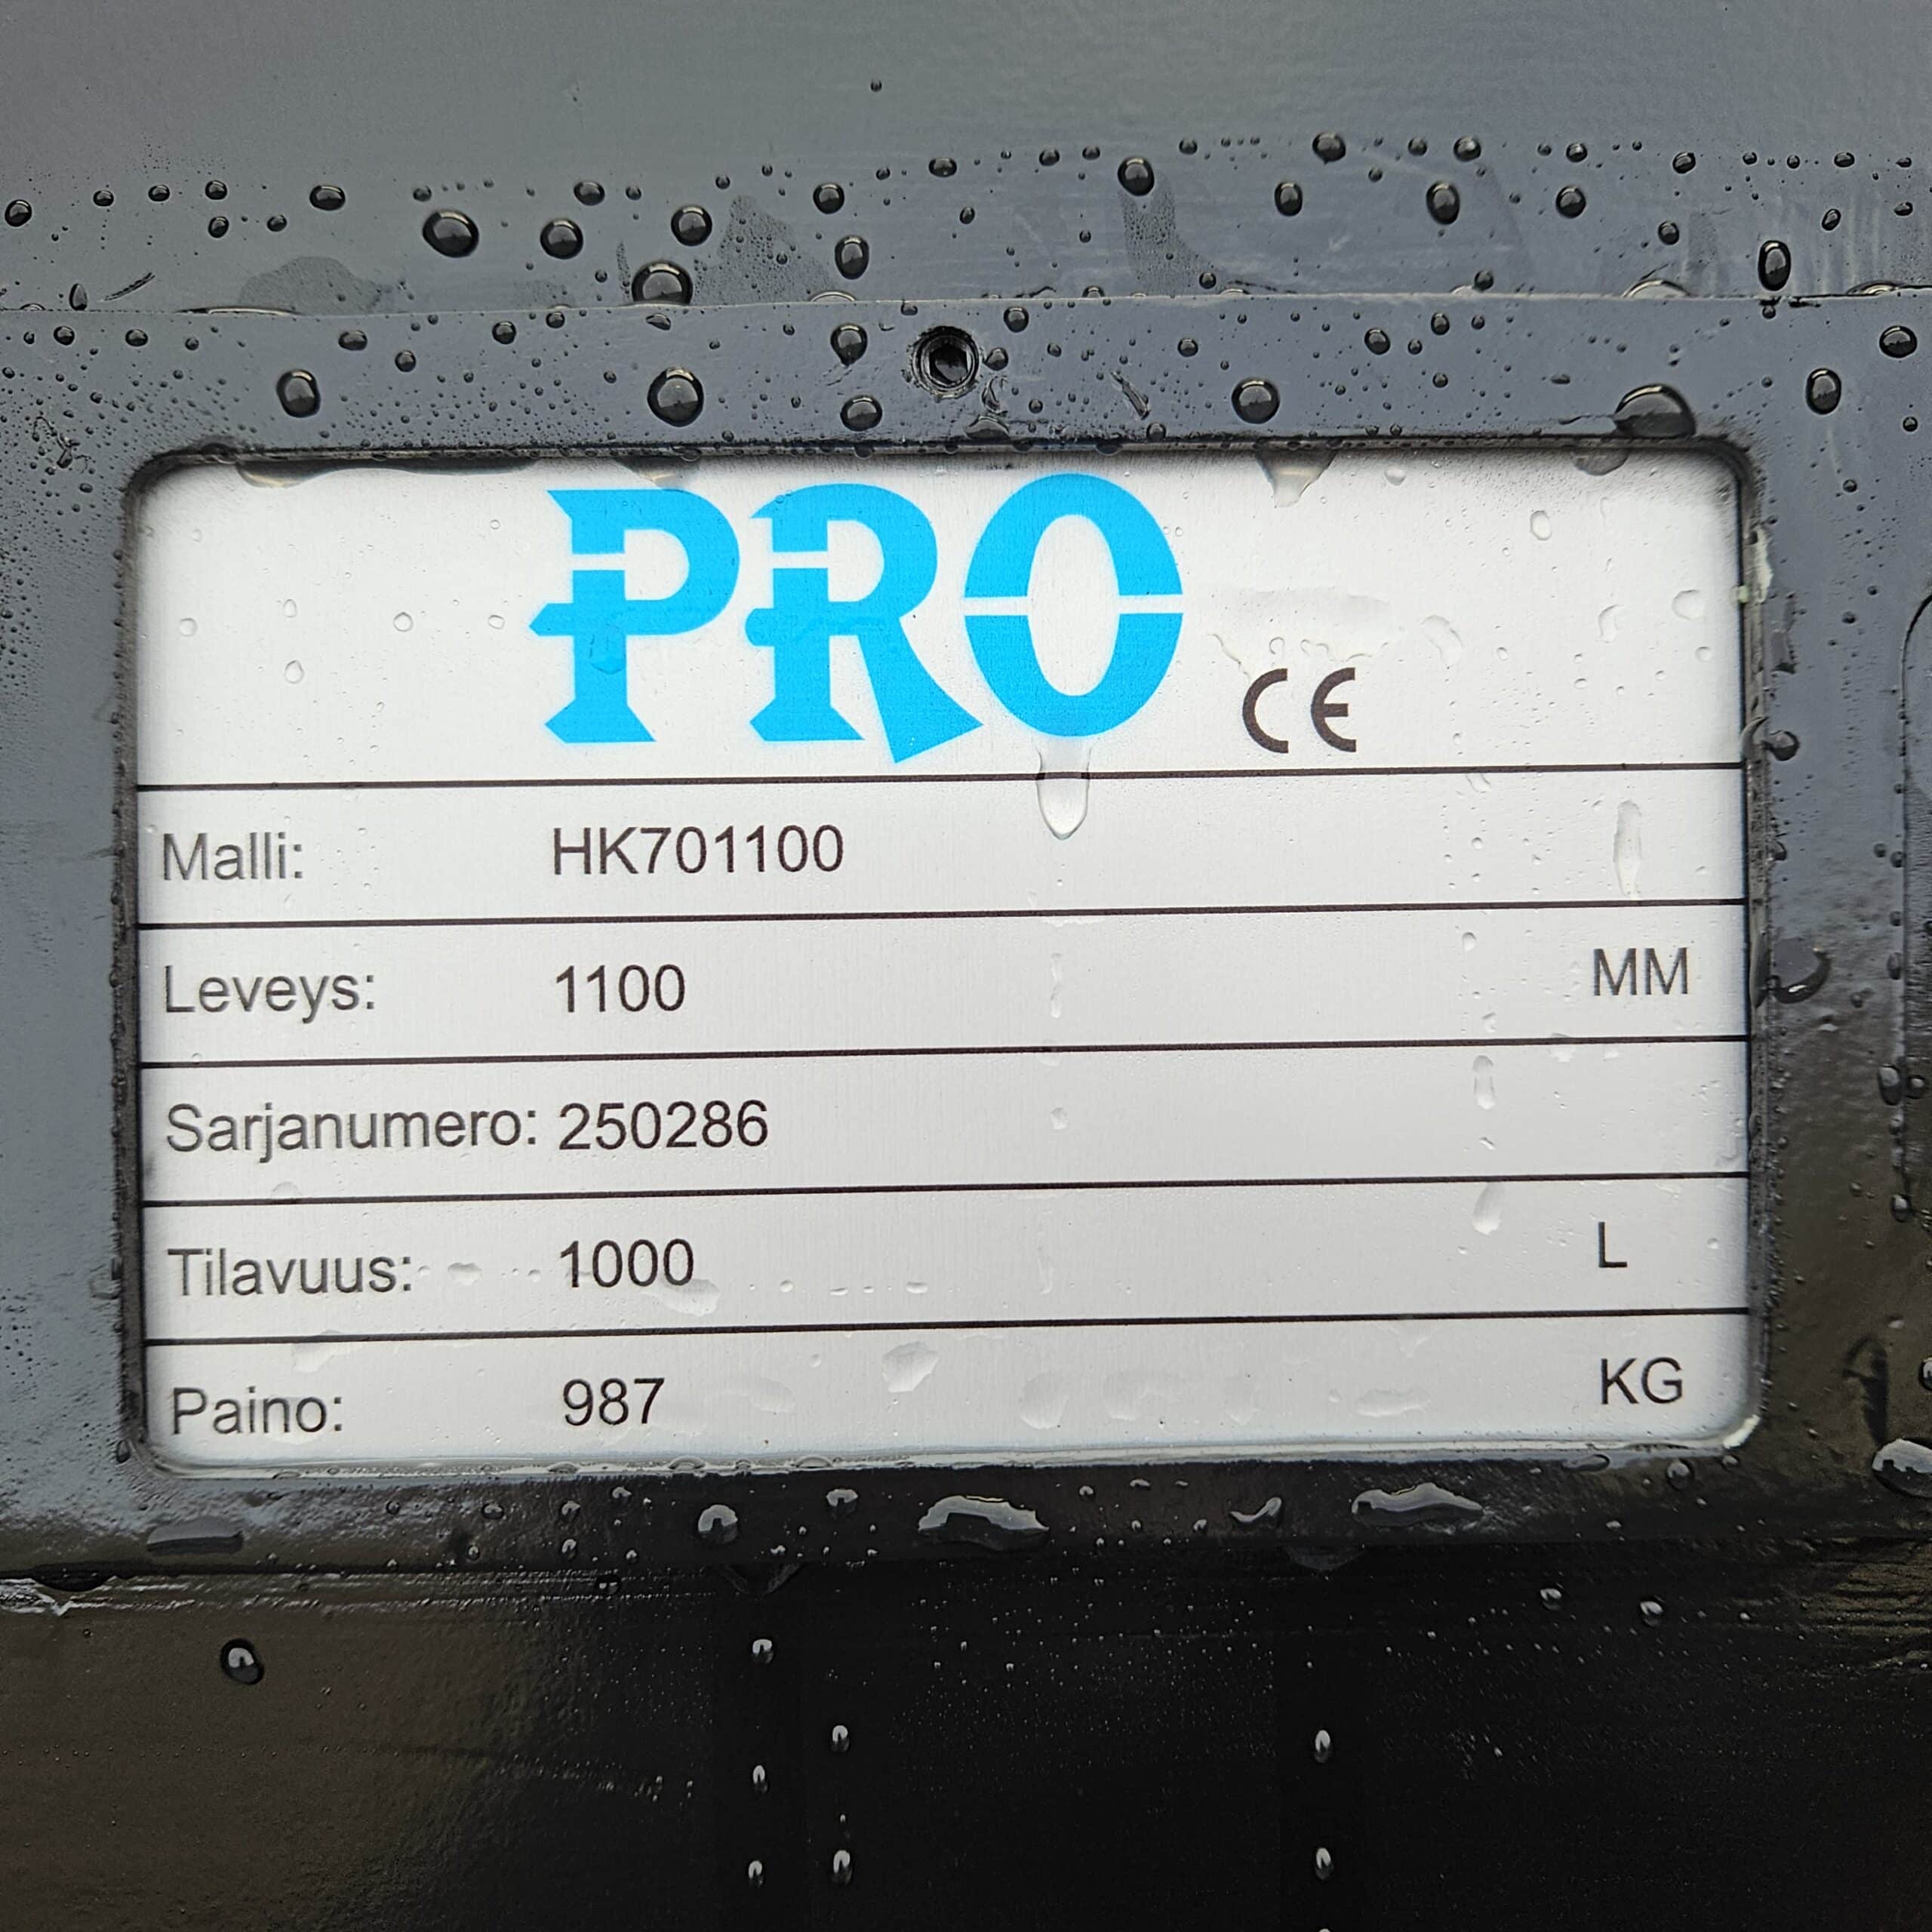 PRO
CE
Malli: HK701100
Leveys: 1100 MM
Sarjanumero: 250286
Tilavuus: 1000 L
Paino: 987 KG